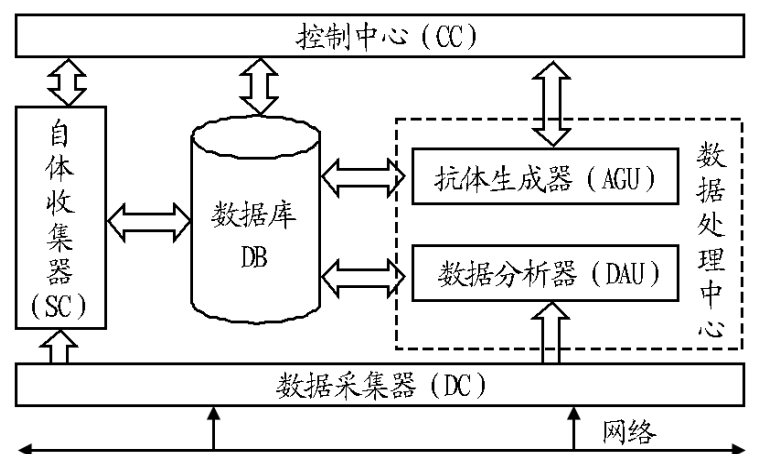 控制中心(CC)
自体收集器(SC)
数据库
DB
抗体生成器(AGU)
数据分析器(DAU)
数据处理中心
数据采集器(DC)
网络